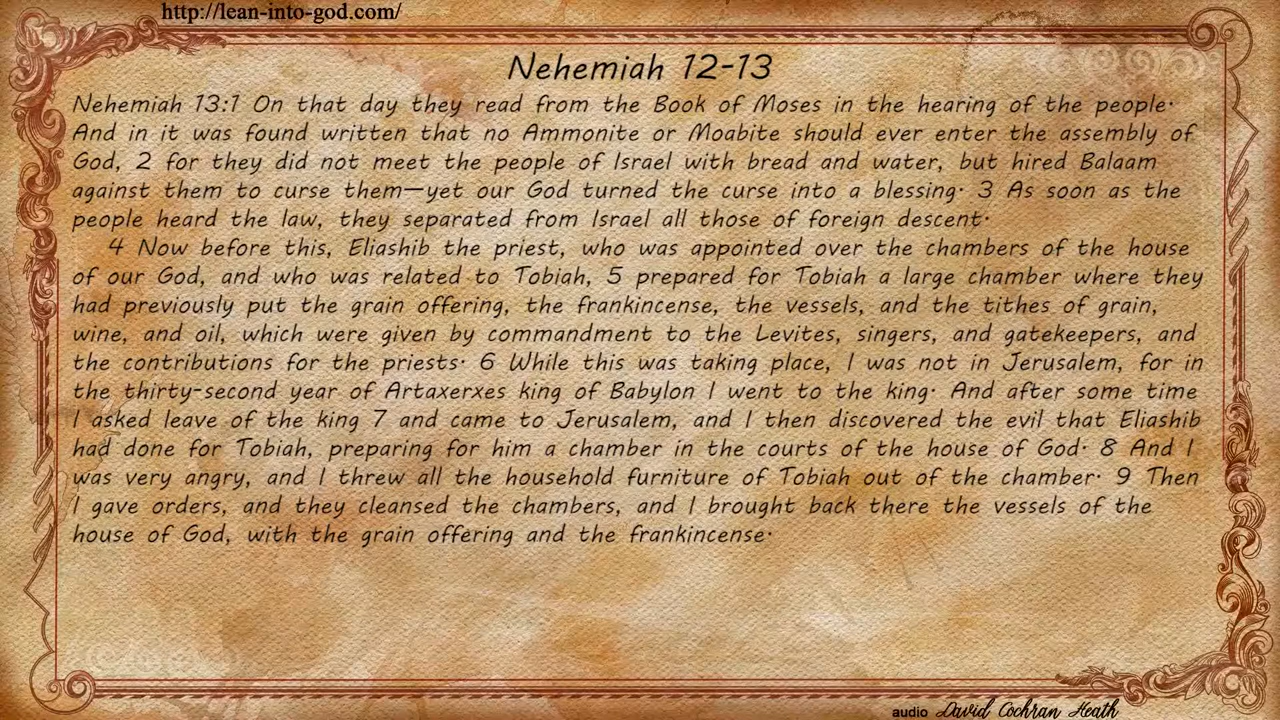 http://lean-into-god.com/
Nehemiah 12-13
Nehemiah 13:1 On that day they read from the Book of Moses in the hearing of the people.
And in it was found written that no Ammonite or Moabite should ever enter the assembly of
God, 2 for they did not meet the people of Israel with bread and water, but hired Balaam
against them to curse them—yet our God turned the curse into a blessing. 3 As soon as the
people heard the law, they separated from Israel all those of foreign descent.
4 Now before this, Eliashib the priest, who was appointed over the chambers of the house
of our God, and who was related to Tobiah, 5 prepared for Tobiah a large chamber where they
had previously put the grain offering, the frankincense, the vessels, and the tithes of grain,
wine, and oil, which were given by commandment to the Levites, singers, and gatekeepers, and
the contributions for the priests. 6 While this was taking place, I was not in Jerusalem, for in
the thirty-second year of Artaxerxes king of Babylon I went to the king. And after some time
I asked leave of the king 7 and came to Jerusalem, and I then discovered the evil that Eliashib
had done for Tobiah, preparing for him a chamber in the courts of the house of God. 8 And I
was very angry, and I threw all the household furniture of Tobiah out of the chamber. 9 Then
I gave orders, and they cleansed the chambers, and I brought back there the vessels of the
house of God, with the grain offering and the frankincense.
audio David Cochran Heath